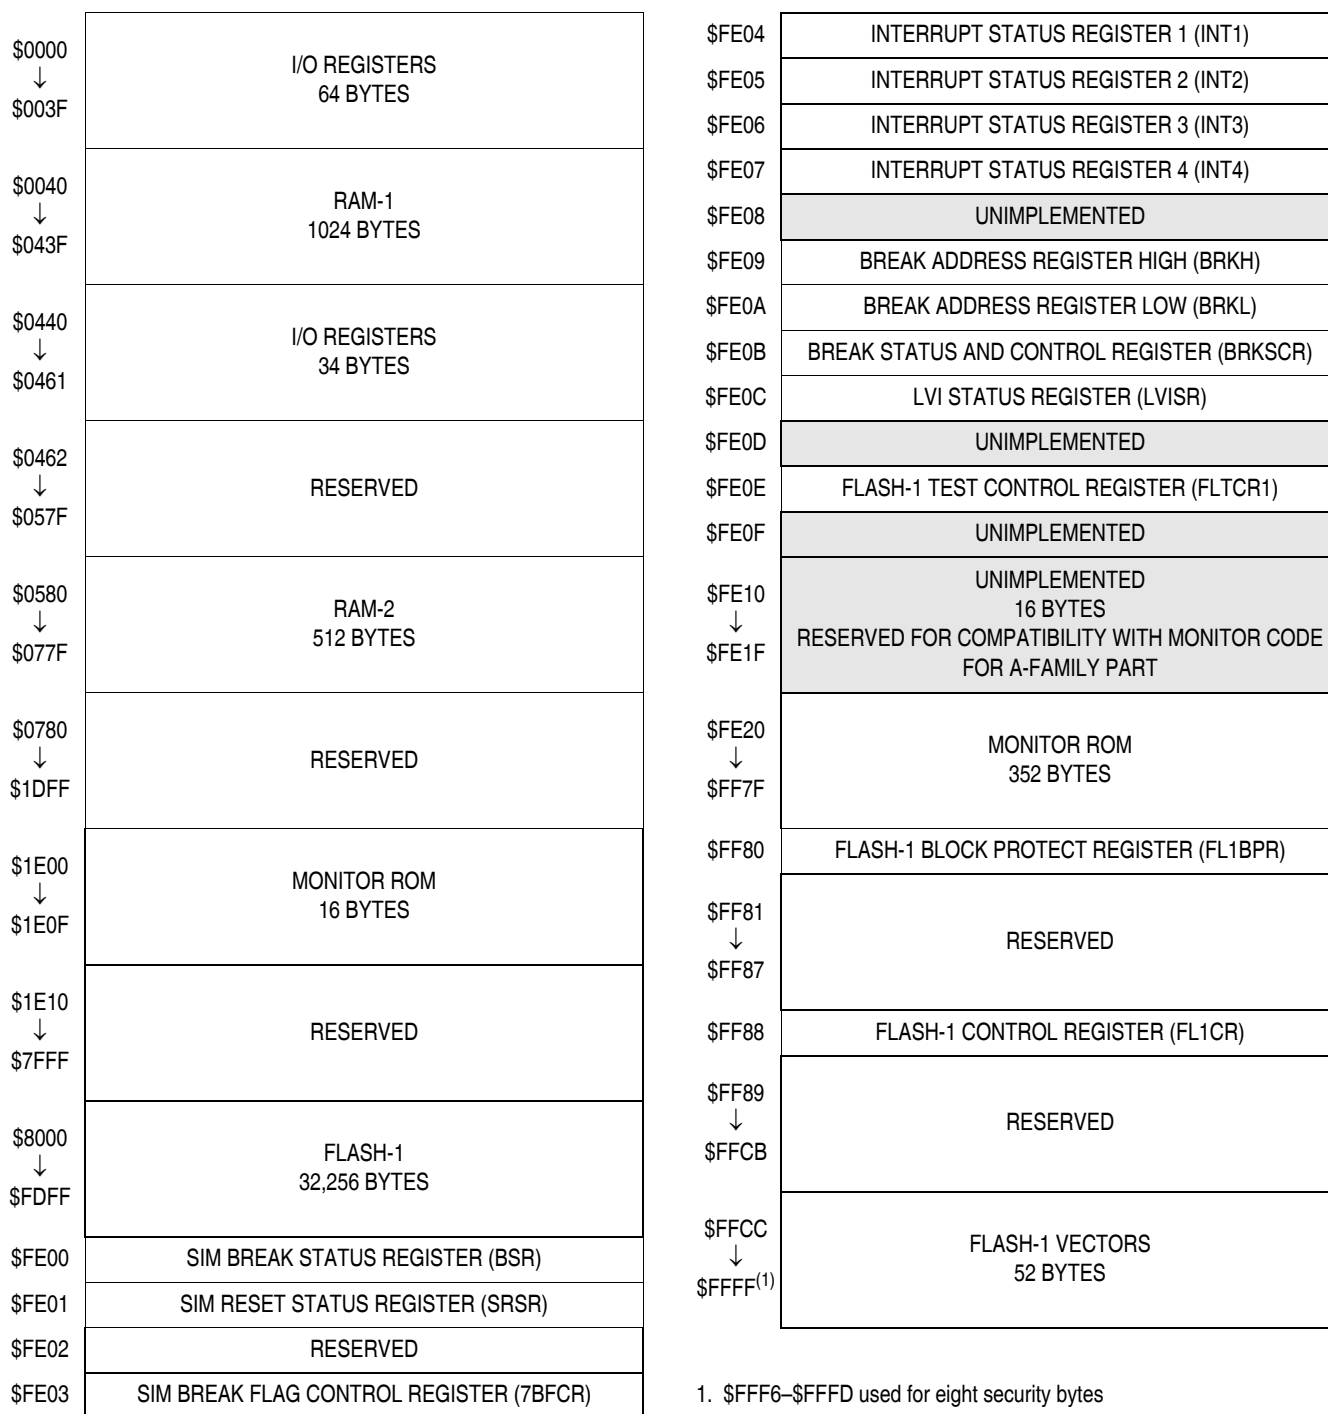 $0000
↓
$003F
I/O REGISTERS
64 BYTES
$0040
↓
$043F
RAM-1
1024 BYTES
$0440
↓
$0461
I/O REGISTERS
34 BYTES
$0462
↓
$057F
RESERVED
$0580
↓
$077F
RAM-2
512 BYTES
$0780
↓
$1DFF
RESERVED
$1E00
↓
$1E0F
MONITOR ROM
16 BYTES
$1E10
↓
$7FFF
RESERVED
$8000
↓
$FDFF
FLASH-1
32,256 BYTES
$FE00 SIM BREAK STATUS REGISTER (BSR)
$FE01 SIM RESET STATUS REGISTER (SRSR)
$FE02 RESERVED
$FE03 SIM BREAK FLAG CONTROL REGISTER (7BFCR)
$FE04 INTERRUPT STATUS REGISTER 1 (INT1)
$FE05 INTERRUPT STATUS REGISTER 2 (INT2)
$FE06 INTERRUPT STATUS REGISTER 3 (INT3)
$FE07 INTERRUPT STATUS REGISTER 4 (INT4)
$FE08 UNIMPLEMENTED
$FE09 BREAK ADDRESS REGISTER HIGH (BRKH)
$FE0A BREAK ADDRESS REGISTER LOW (BRKL)
$FE0B BREAK STATUS AND CONTROL REGISTER (BRKSCR)
$FE0C LVI STATUS REGISTER (LVISR)
$FE0D UNIMPLEMENTED
$FE0E FLASH-1 TEST CONTROL REGISTER (FLTCR1)
$FE0F UNIMPLEMENTED
$FE10
↓
$FE1F
UNIMPLEMENTED
16 BYTES
RESERVED FOR COMPATIBILITY WITH MONITOR CODE
FOR A-FAMILY PART
$FE20
↓
$FF7F
MONITOR ROM
352 BYTES
$FF80 FLASH-1 BLOCK PROTECT REGISTER (FL1BPR)
$FF81
↓
$FF87
RESERVED
$FF88 FLASH-1 CONTROL REGISTER (FL1CR)
$FF89
↓
$FFCB
RESERVED
$FFCC
↓
$FFFF(1)
FLASH-1 VECTORS
52 BYTES
1. $FFF6–$FFFD used for eight security bytes